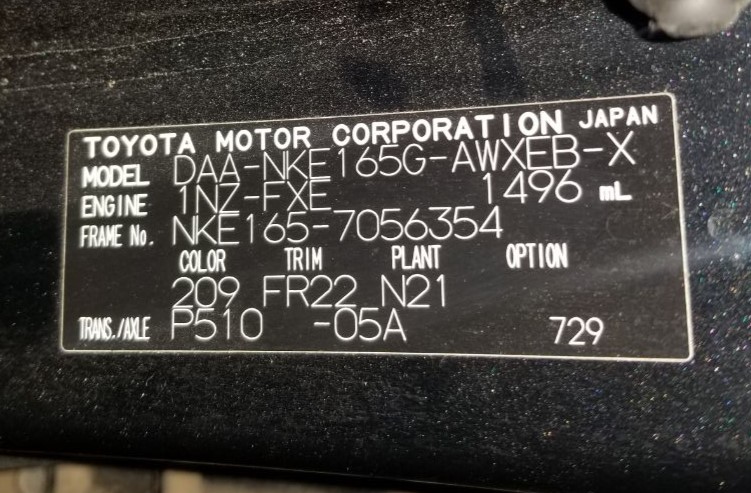 TOYOTA MOTOR CORPORATION JAPAN
MODEL DAA-NKE165G-AWXEB-X
ENGINE 1NZ-FXE 1496 mL
FRAME No. NKE165-7056354
COLOR TRIM PLANT OPTION
209 FR22 N21
TRANS./AXLE P510 -05A 729